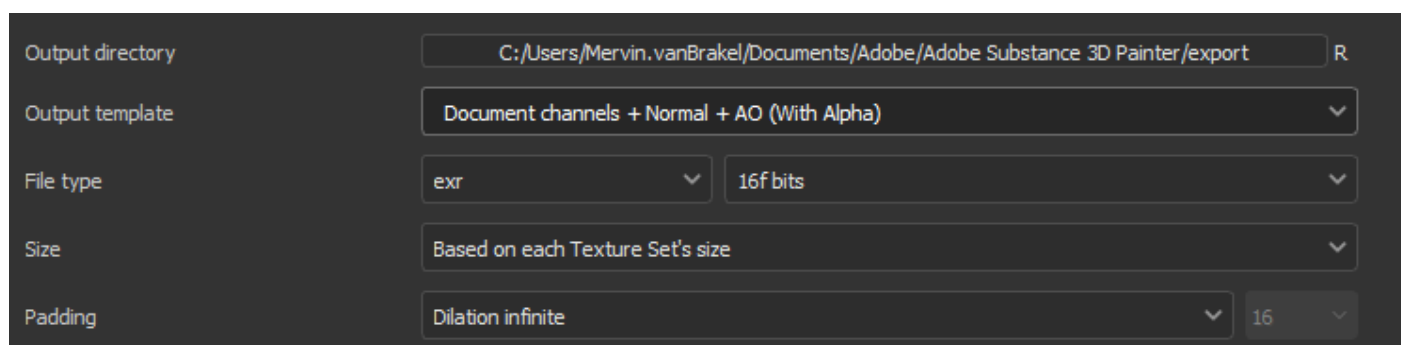 Output directory C:/Users/Mervin.vanBrakel/Documents/Adobe/Adobe Substance 3D Painter/export R
Output template Document channels + Normal + AO (With Alpha)
File type exr 16f bits
Size Based on each Texture Set's size
Padding Dilation infinite 16